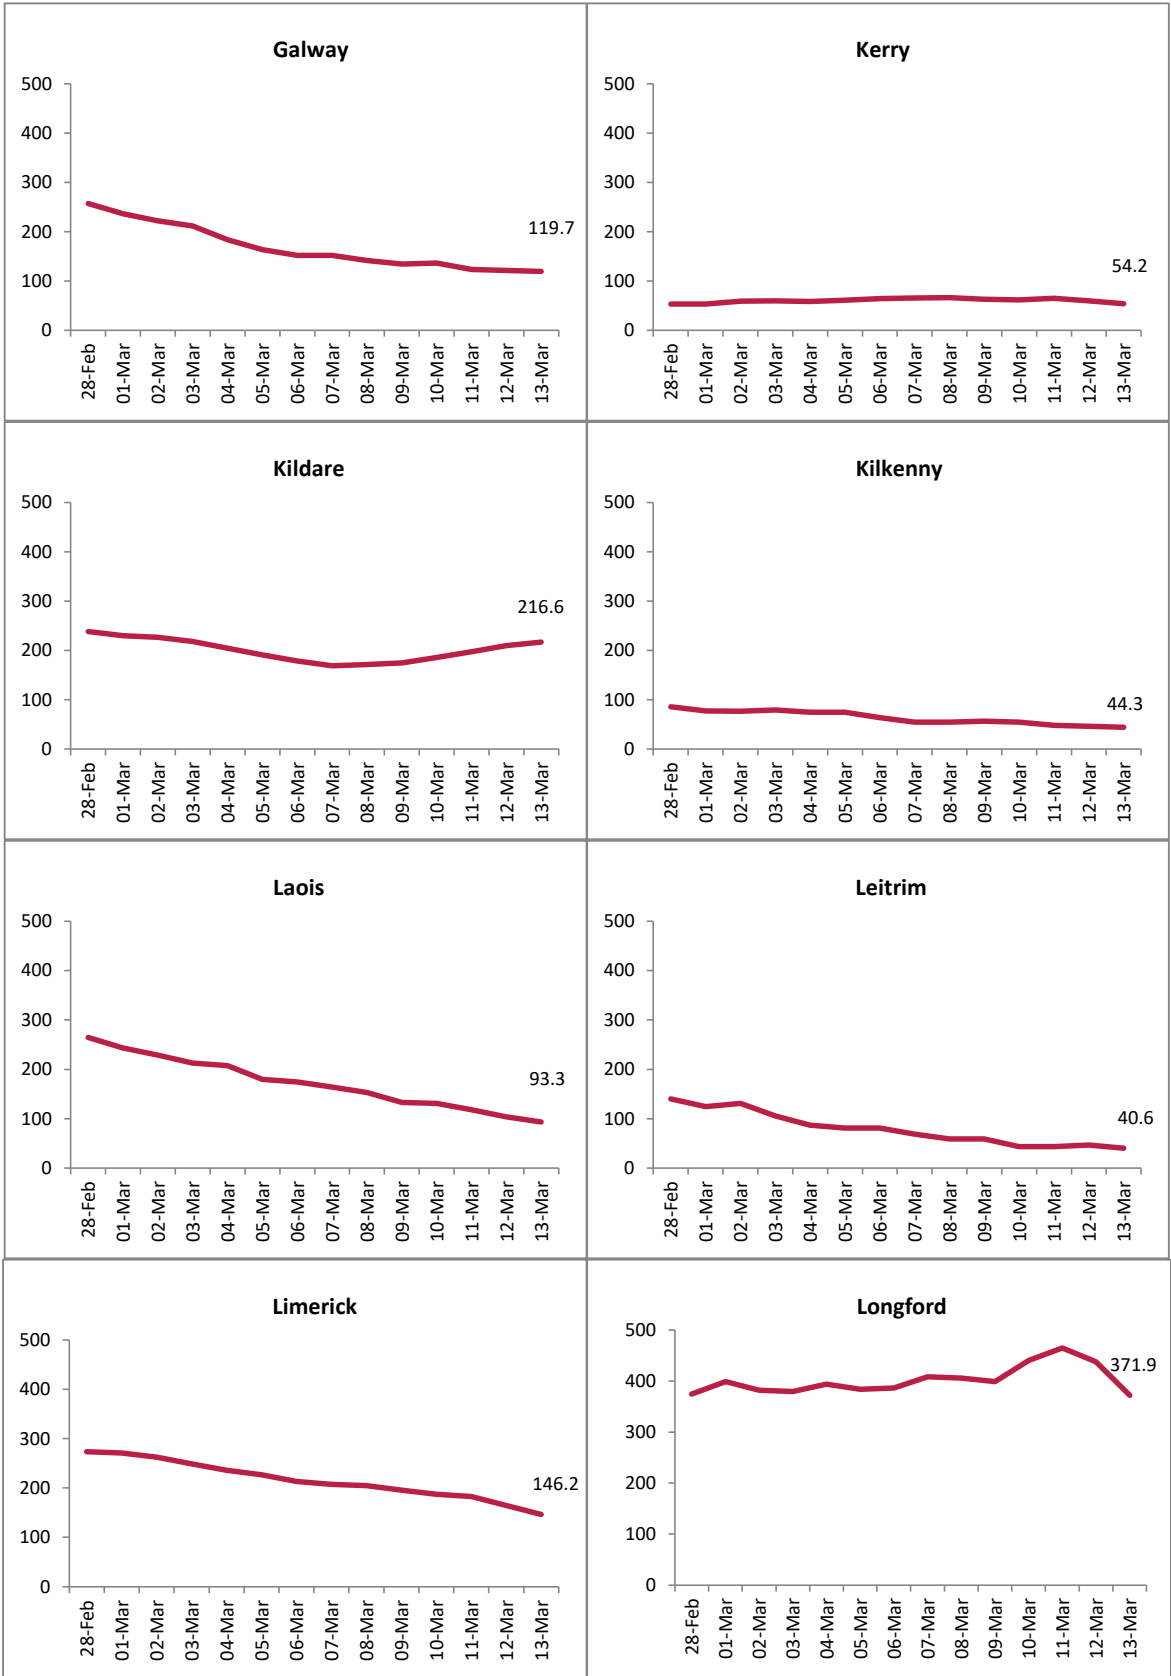 Galway
500
400
300
200
100
0
119.7
28-Feb
01-Mar
02-Mar
03-Mar
04-Mar
05-Mar
06-Mar
07-Mar
08-Mar
09-Mar
10-Mar
11-Mar
12-Mar
13-Mar
Kerry
500
400
300
200
100
0
54.2
28-Feb
01-Mar
02-Mar
03-Mar
04-Mar
05-Mar
06-Mar
07-Mar
08-Mar
09-Mar
10-Mar
11-Mar
12-Mar
13-Mar
Kildare
500
400
300
200
100
0
216.6
28-Feb
01-Mar
02-Mar
03-Mar
04-Mar
05-Mar
06-Mar
07-Mar
08-Mar
09-Mar
10-Mar
11-Mar
12-Mar
13-Mar
Kilkenny
500
400
300
200
100
0
44.3
28-Feb
01-Mar
02-Mar
03-Mar
04-Mar
05-Mar
06-Mar
07-Mar
08-Mar
09-Mar
10-Mar
11-Mar
12-Mar
13-Mar
Laois
500
400
300
200
100
0
93.3
28-Feb
01-Mar
02-Mar
03-Mar
04-Mar
05-Mar
06-Mar
07-Mar
08-Mar
09-Mar
10-Mar
11-Mar
12-Mar
13-Mar
Leitrim
500
400
300
200
100
0
40.6
28-Feb
01-Mar
02-Mar
03-Mar
04-Mar
05-Mar
06-Mar
07-Mar
08-Mar
09-Mar
10-Mar
11-Mar
12-Mar
13-Mar
Limerick
500
400
300
200
100
0
146.2
28-Feb
01-Mar
02-Mar
03-Mar
04-Mar
05-Mar
06-Mar
07-Mar
08-Mar
09-Mar
10-Mar
11-Mar
12-Mar
13-Mar
Longford
500
400
300
200
100
0
371.9
28-Feb
01-Mar
02-Mar
03-Mar
04-Mar
05-Mar
06-Mar
07-Mar
08-Mar
09-Mar
10-Mar
11-Mar
12-Mar
13-Mar